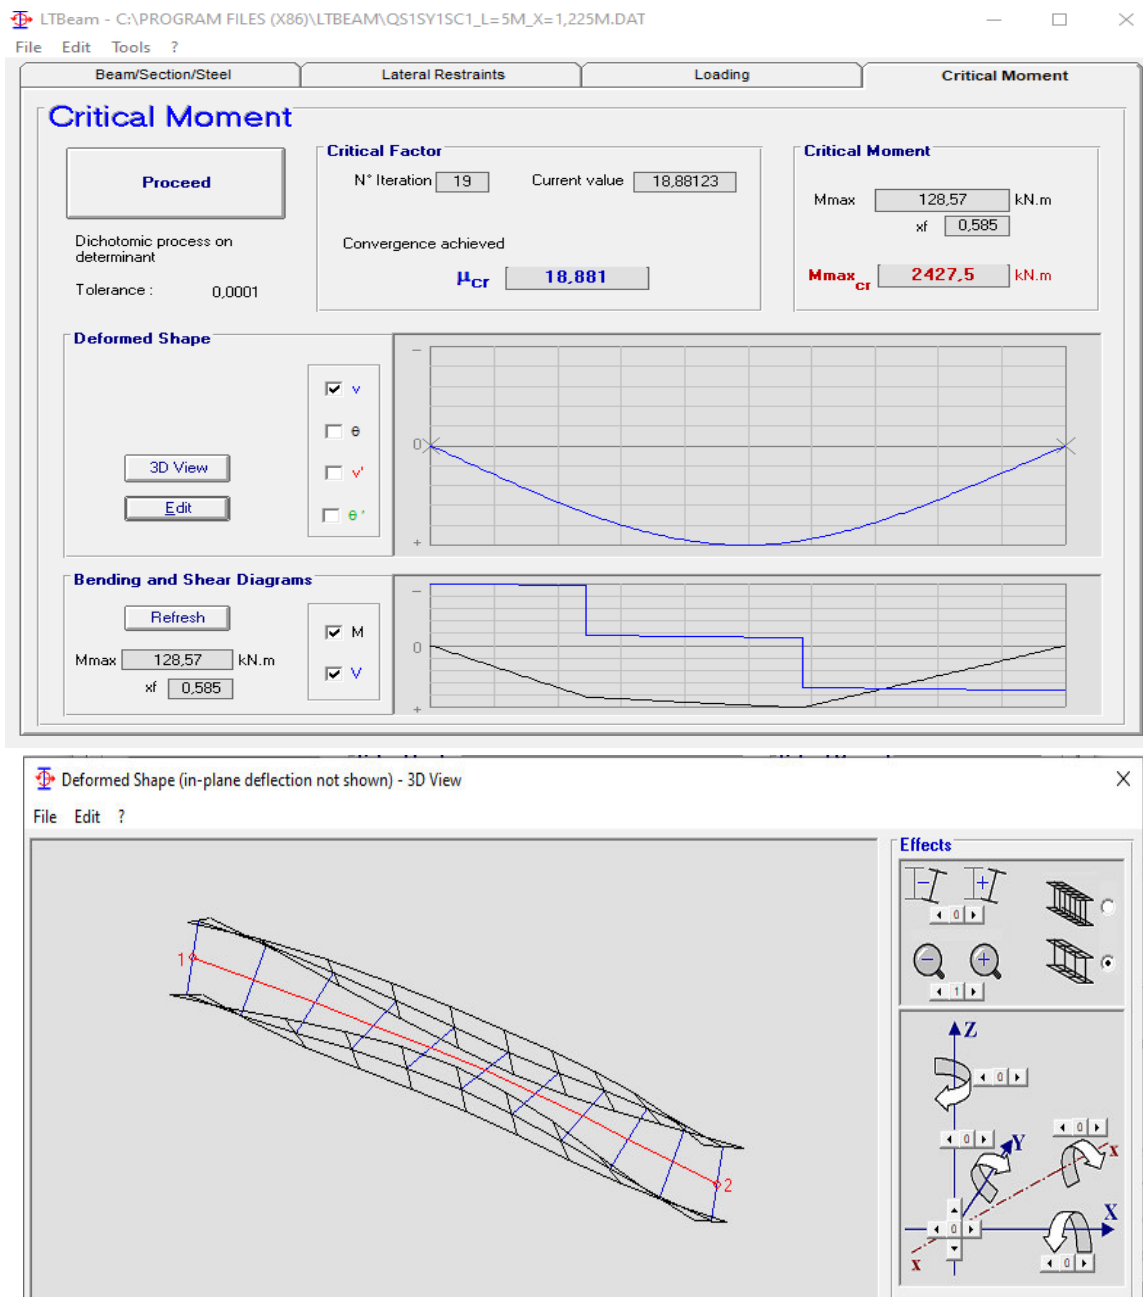 LTBeam - C:\PROGRAM FILES (X86)\LTBEAM\QS1SY1SC1_L=5M_X=1,225M.DAT
File Edit Tools ?
Beam/Section/Steel Lateral Restraints Loading Critical Moment
Critical Moment
Proceed
Dichotomic process on
determinant
Tolerance : 0,0001
Critical Factor
N° Iteration 19 Current value 18,88123
Convergence achieved
μcr 18,881
Critical Moment
Mmax 128,57 kN.m
xf 0,585
Mmax cr 2427,5 kN.m
Deformed Shape
3D View
Edit
v
θ
v'
θ'
−
0
+
Bending and Shear Diagrams
Refresh
Mmax 128,57 kN.m
xf 0,585
M
V
−
0
+
Deformed Shape (in-plane deflection not shown) - 3D View
File Edit ?
1
2
Effects
0
1
Z
0
0 Y 0 x
X
0
x 0